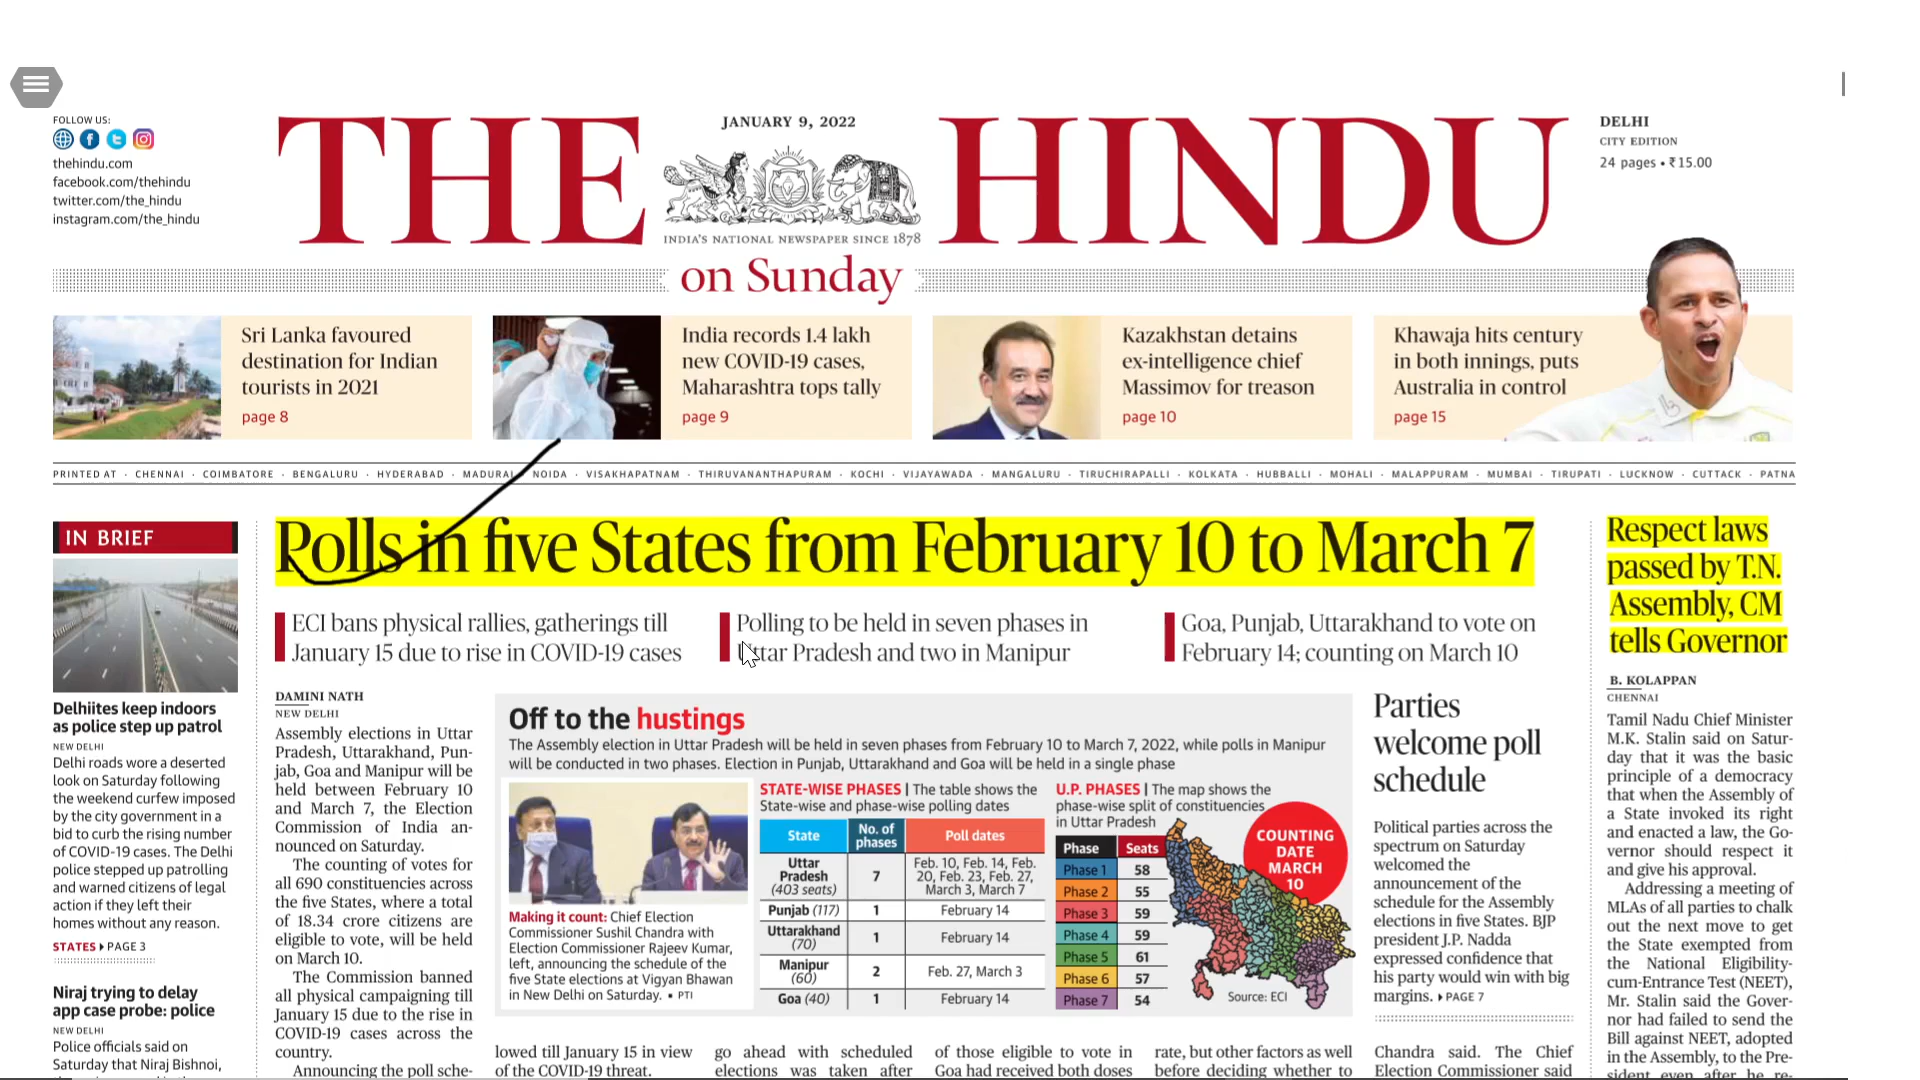 FOLLOW US:
thehindu.com
facebook.com/thehindu
twitter.com/the_hindu
instagram.com/the_hindu
THE HINDU
JANUARY 9, 2022
INDIA'S NATIONAL NEWSPAPER SINCE 1878
on Sunday
DELHI
CITY EDITION
24 pages • ₹15.00
Sri Lanka favoured
destination for Indian
tourists in 2021
page 8
India records 1.4 lakh
new COVID-19 cases,
Maharashtra tops tally
page 9
Kazakhstan detains
ex-intelligence chief
Massimov for treason
page 10
Khawaja hits century
in both innings, puts
Australia in control
page 15
PRINTED AT · CHENNAI · COIMBATORE · BENGALURU · HYDERABAD · MADURAI · NOIDA · VISAKHAPATNAM · THIRUVANANTHAPURAM · KOCHI · VIJAYAWADA · MANGALURU · TIRUCHIRAPALLI · KOLKATA · HUBBALLI · MOHALI · MALAPPURAM · MUMBAI · TIRUPATI · LUCKNOW · CUTTACK · PATNA
IN BRIEF
Delhiites keep indoors
as police step up patrol
NEW DELHI
Delhi roads wore a deserted
look on Saturday following
the weekend curfew imposed
by the city government in a
bid to curb the rising number
of COVID-19 cases. The Delhi
police stepped up patrolling
and warned citizens of legal
action if they left their
homes without any reason.
STATES PAGE 3
Niraj trying to delay
app case probe: police
NEW DELHI
Police officials said on
Saturday that Niraj Bishnoi,
Polls in five States from February 10 to March 7
ECI bans physical rallies, gatherings till
January 15 due to rise in COVID-19 cases
Polling to be held in seven phases in
Uttar Pradesh and two in Manipur
Goa, Punjab, Uttarakhand to vote on
February 14; counting on March 10
DAMINI NATH
NEW DELHI
Assembly elections in Uttar
Pradesh, Uttarakhand, Pun-
jab, Goa and Manipur will be
held between February 10
and March 7, the Election
Commission of India an-
nounced on Saturday.
The counting of votes for
all 690 constituencies across
the five States, where a total
of 18.34 crore citizens are
eligible to vote, will be held
on March 10.
The Commission banned
all physical campaigning till
January 15 due to the rise in
COVID-19 cases across the
country.
Announcing the poll sche-
Off to the hustings
The Assembly election in Uttar Pradesh will be held in seven phases from February 10 to March 7, 2022, while polls in Manipur
will be conducted in two phases. Election in Punjab, Uttarakhand and Goa will be held in a single phase
Making it count: Chief Election
Commissioner Sushil Chandra with
Election Commissioner Rajeev Kumar,
left, announcing the schedule of the
five State elections at Vigyan Bhawan
in New Delhi on Saturday. ▪ PTI
STATE-WISE PHASES | The table shows the
State-wise and phase-wise polling dates
State No. of phases Poll dates
Uttar Pradesh (403 seats) 7 Feb. 10, Feb. 14, Feb. 20, Feb. 23, Feb. 27, March 3, March 7
Punjab (117) 1 February 14
Uttarakhand (70) 1 February 14
Manipur (60) 2 Feb. 27, March 3
Goa (40) 1 February 14
U.P. PHASES | The map shows the
phase-wise split of constituencies
in Uttar Pradesh
Phase Seats
Phase 1 58
Phase 2 55
Phase 3 59
Phase 4 59
Phase 5 61
Phase 6 57
Phase 7 54
COUNTING
DATE
MARCH
10
Source: ECI
lowed till January 15 in view
of the COVID-19 threat.
go ahead with scheduled
elections was taken after
of those eligible to vote in
Goa had received both doses
rate, but other factors as well
before deciding whether to
Parties
welcome poll
schedule
Political parties across the
spectrum on Saturday
welcomed the
announcement of the
schedule for the Assembly
elections in five States. BJP
president J.P. Nadda
expressed confidence that
his party would win with big
margins. PAGE 7
Chandra said. The Chief
Election Commissioner said
Respect laws
passed by T.N.
Assembly, CM
tells Governor
B. KOLAPPAN
CHENNAI
Tamil Nadu Chief Minister
M.K. Stalin said on Satur-
day that it was the basic
principle of a democracy
that when the Assembly of
a State invoked its right
and enacted a law, the Go-
vernor should respect it
and give his approval.
Addressing a meeting of
MLAs of all parties to chalk
out the next move to get
the State exempted from
the National Eligibility-
cum-Entrance Test (NEET),
Mr. Stalin said the Gover-
nor had failed to send the
Bill against NEET, adopted
in the Assembly, to the Pre-
sident even after he re-